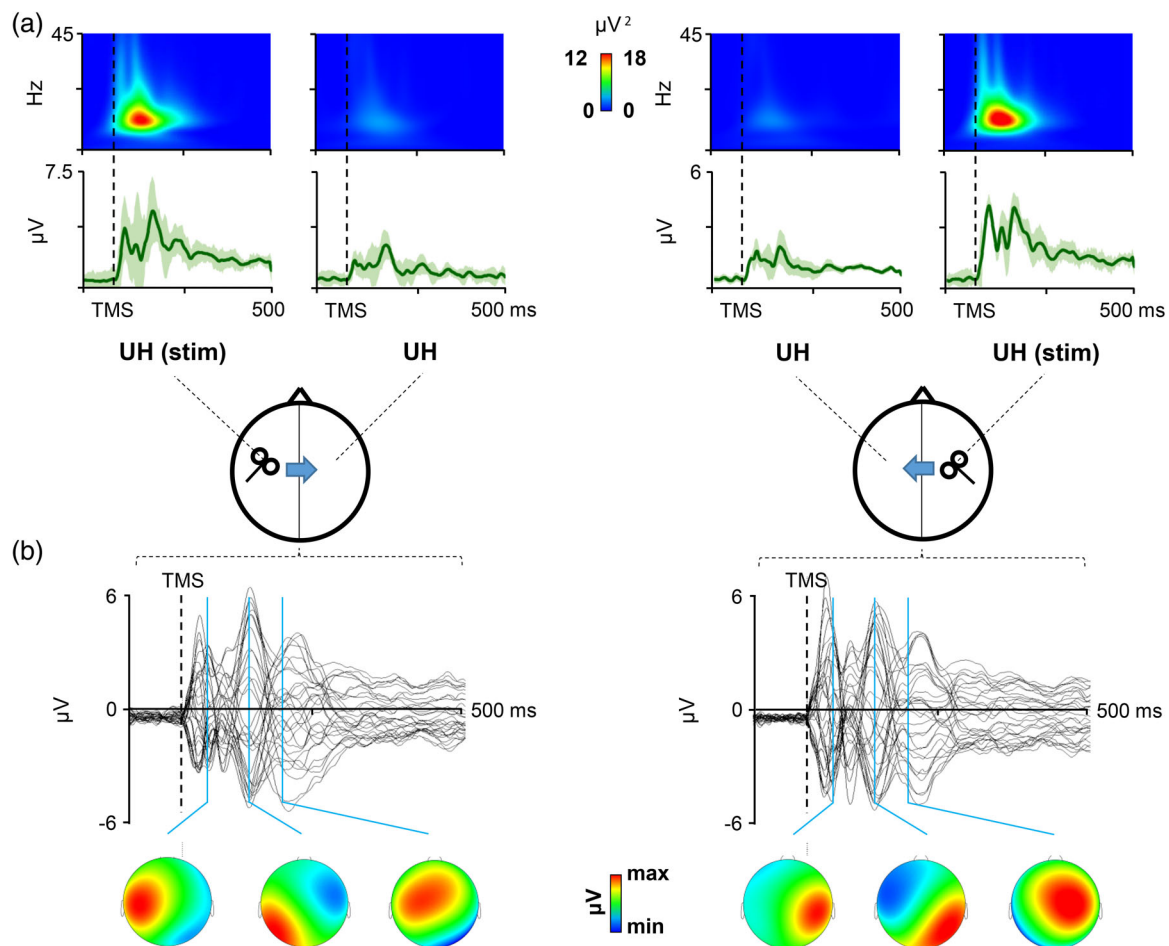 (a)
45
Hz
µV²
12 18
0 0
45
Hz
7.5
µV
TMS 500
TMS 500 ms
6
µV
TMS 500
TMS 500 ms
UH (stim) UH
UH UH (stim)
(b)
TMS
6
µV
0
-6
500 ms
TMS
6
µV
0
-6
500 ms
µV
max
min